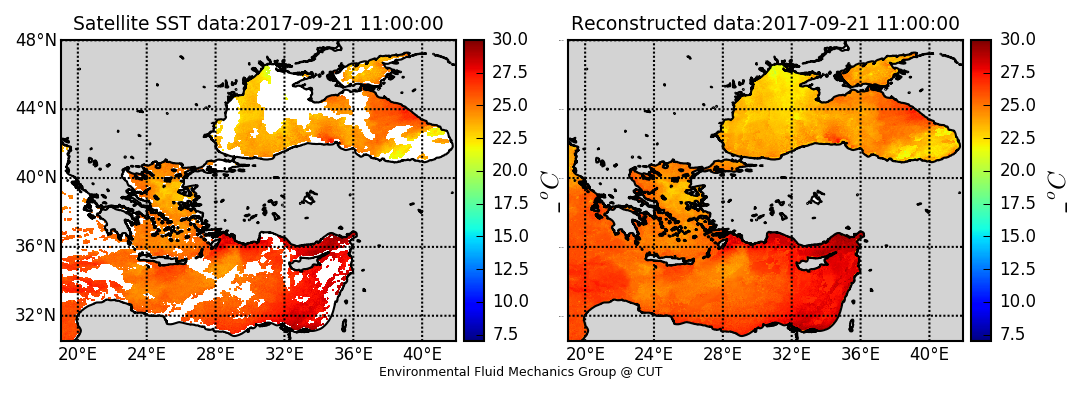 Satellite SST data:2017-09-21 11:00:00
48°N
44°N
40°N
36°N
32°N
20°E 24°E 28°E 32°E 36°E 40°E
30.0
27.5
25.0
22.5
20.0
17.5
15.0
12.5
10.0
7.5
_ °C
Reconstructed data:2017-09-21 11:00:00
20°E 24°E 28°E 32°E 36°E 40°E
30.0
27.5
25.0
22.5
20.0
17.5
15.0
12.5
10.0
7.5
_ °C
Environmental Fluid Mechanics Group @ CUT